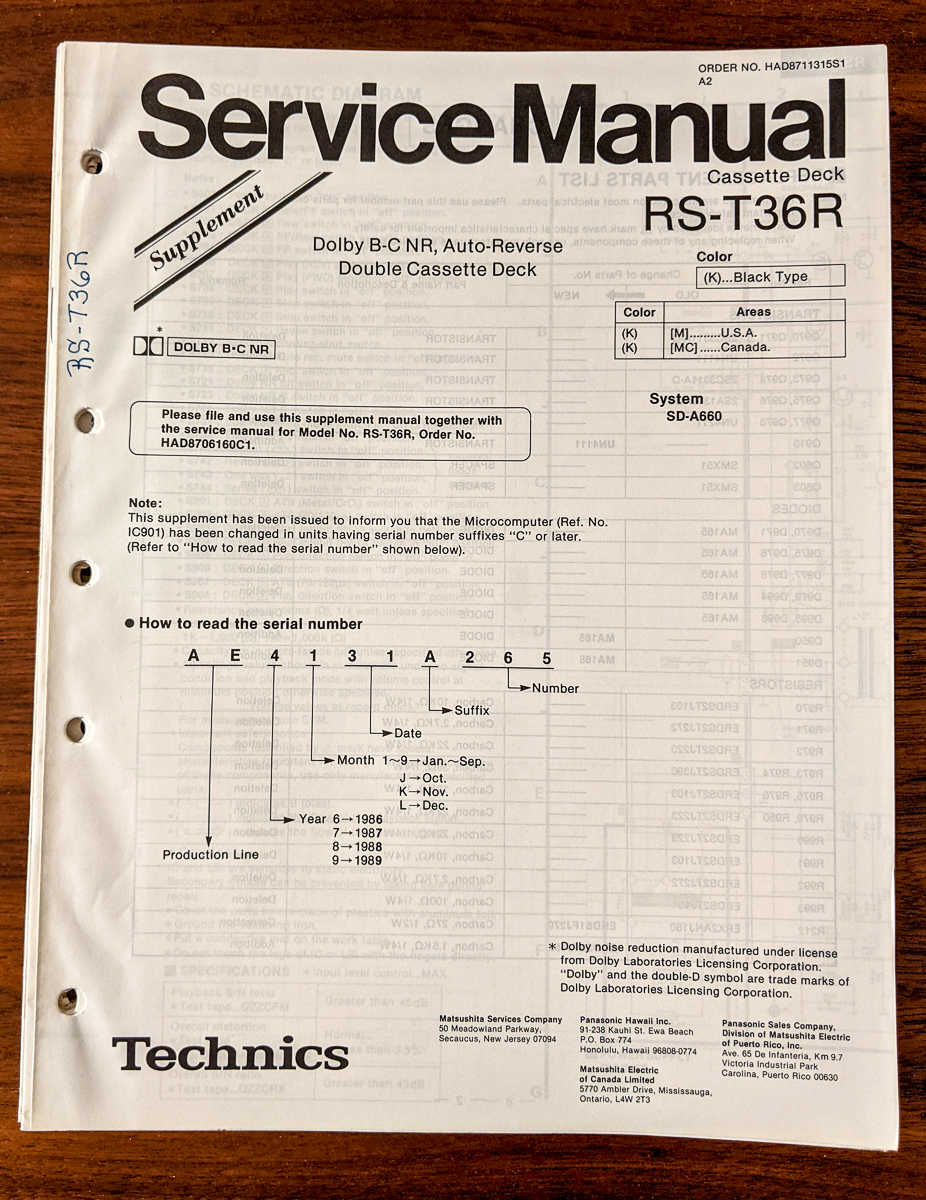 ORDER NO. HAD8711315S1
A2
Service Manual
Cassette Deck
RS-T36R
Supplement
Dolby B-C NR, Auto-Reverse
Double Cassette Deck
Color
(K)...Black Type
Color Areas
(K) [M].........U.S.A.
(K) [MC]......Canada.
RS-T36R
*
DOLBY B•C NR
System
SD-A660
Please file and use this supplement manual together with
the service manual for Model No. RS-T36R, Order No.
HAD8706160C1.
Note:
This supplement has been issued to inform you that the Microcomputer (Ref. No.
IC901) has been changed in units having serial number suffixes "C" or later.
(Refer to "How to read the serial number" shown below).
● How to read the serial number
A E 4 1 3 1 A 2 6 5
Number
Suffix
Date
Month 1~9→Jan.~Sep.
J→Oct.
K→Nov.
L→Dec.
Year 6→1986
7→1987
8→1988
9→1989
Production Line
* Dolby noise reduction manufactured under license
from Dolby Laboratories Licensing Corporation.
"Dolby" and the double-D symbol are trade marks of
Dolby Laboratories Licensing Corporation.
Technics
Matsushita Services Company
50 Meadowland Parkway,
Secaucus, New Jersey 07094
Panasonic Hawaii Inc.
91-238 Kauhi St. Ewa Beach
P.O. Box 774
Honolulu, Hawaii 96808-0774
Matsushita Electric
of Canada Limited
5770 Ambler Drive, Mississauga,
Ontario, L4W 2T3
Panasonic Sales Company,
Division of Matsushita Electric
of Puerto Rico, Inc.
Ave. 65 De Infanteria, Km 9.7
Victoria Industrial Park
Carolina, Puerto Rico 00630